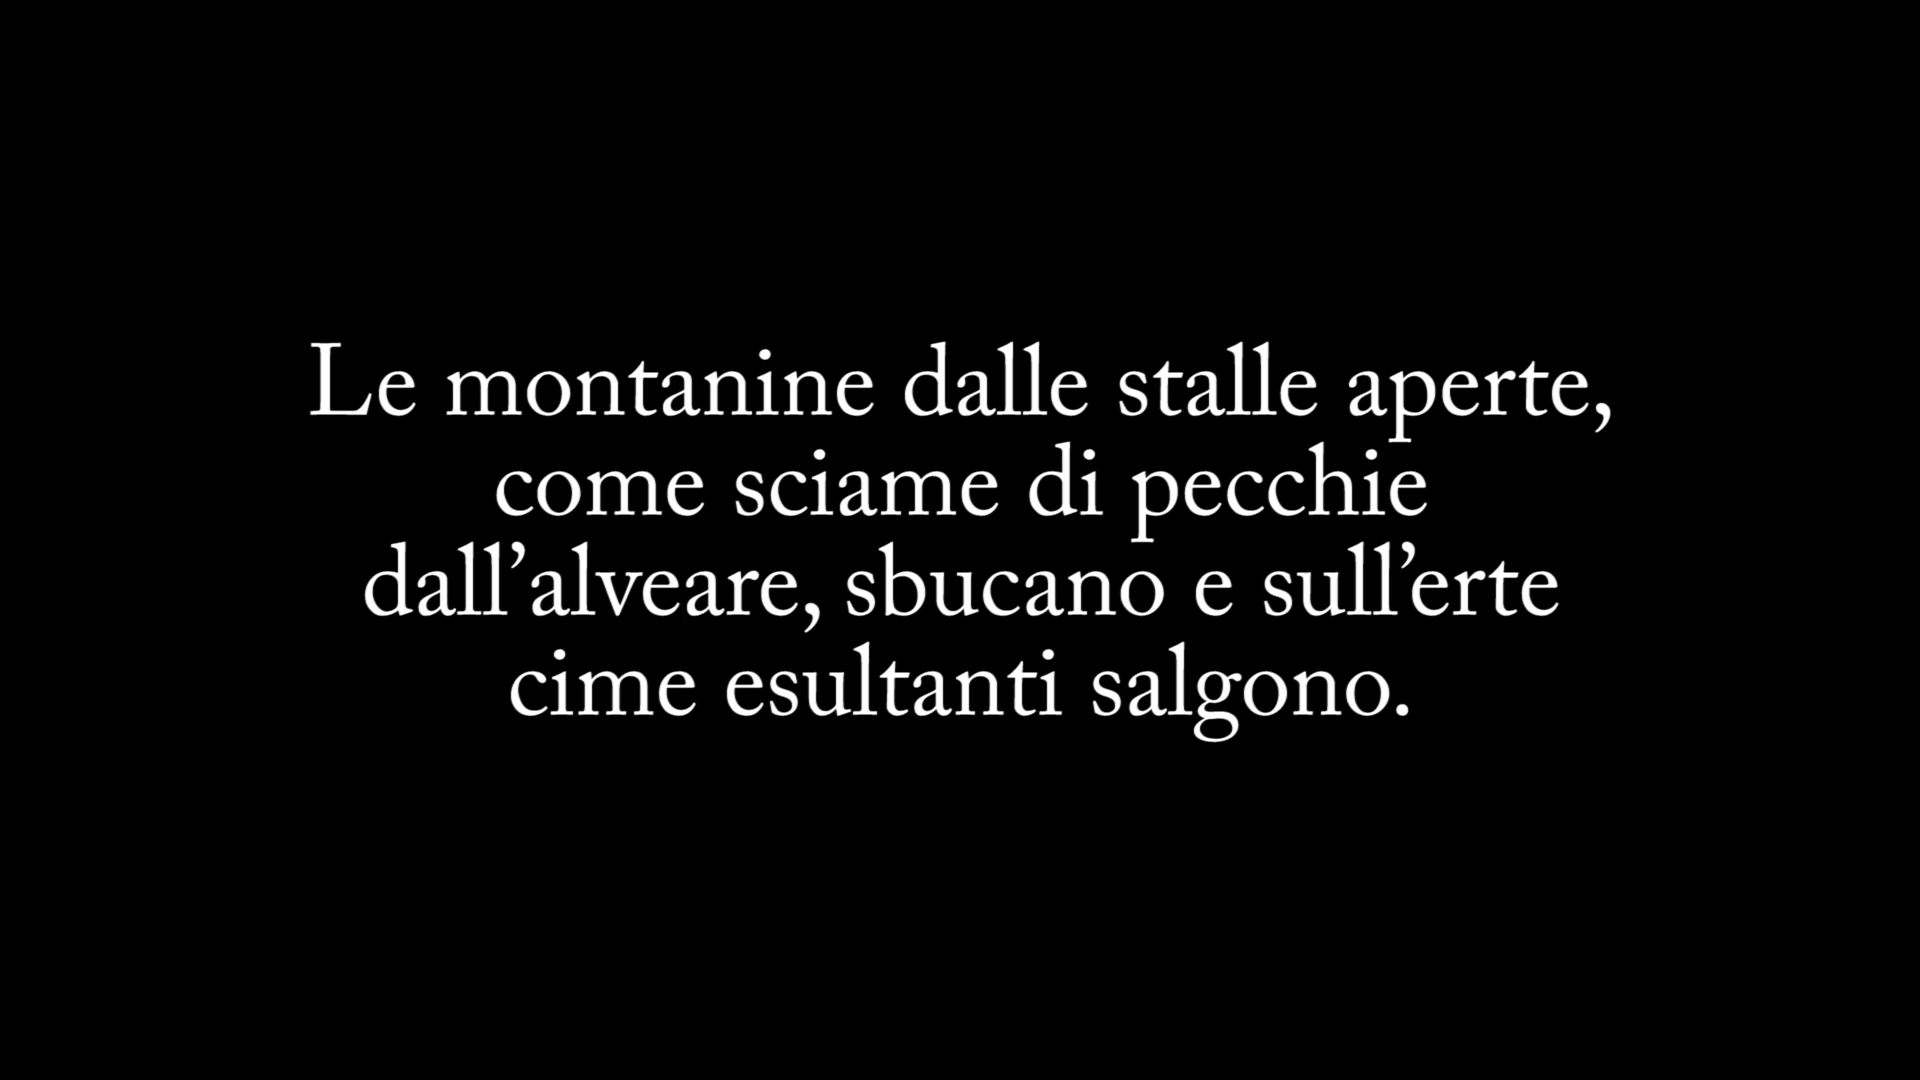 Le montanine dalle stalle aperte,
come sciame di pecchie
dall’alveare, sbucano e sull’erte
cime esultanti salgono.